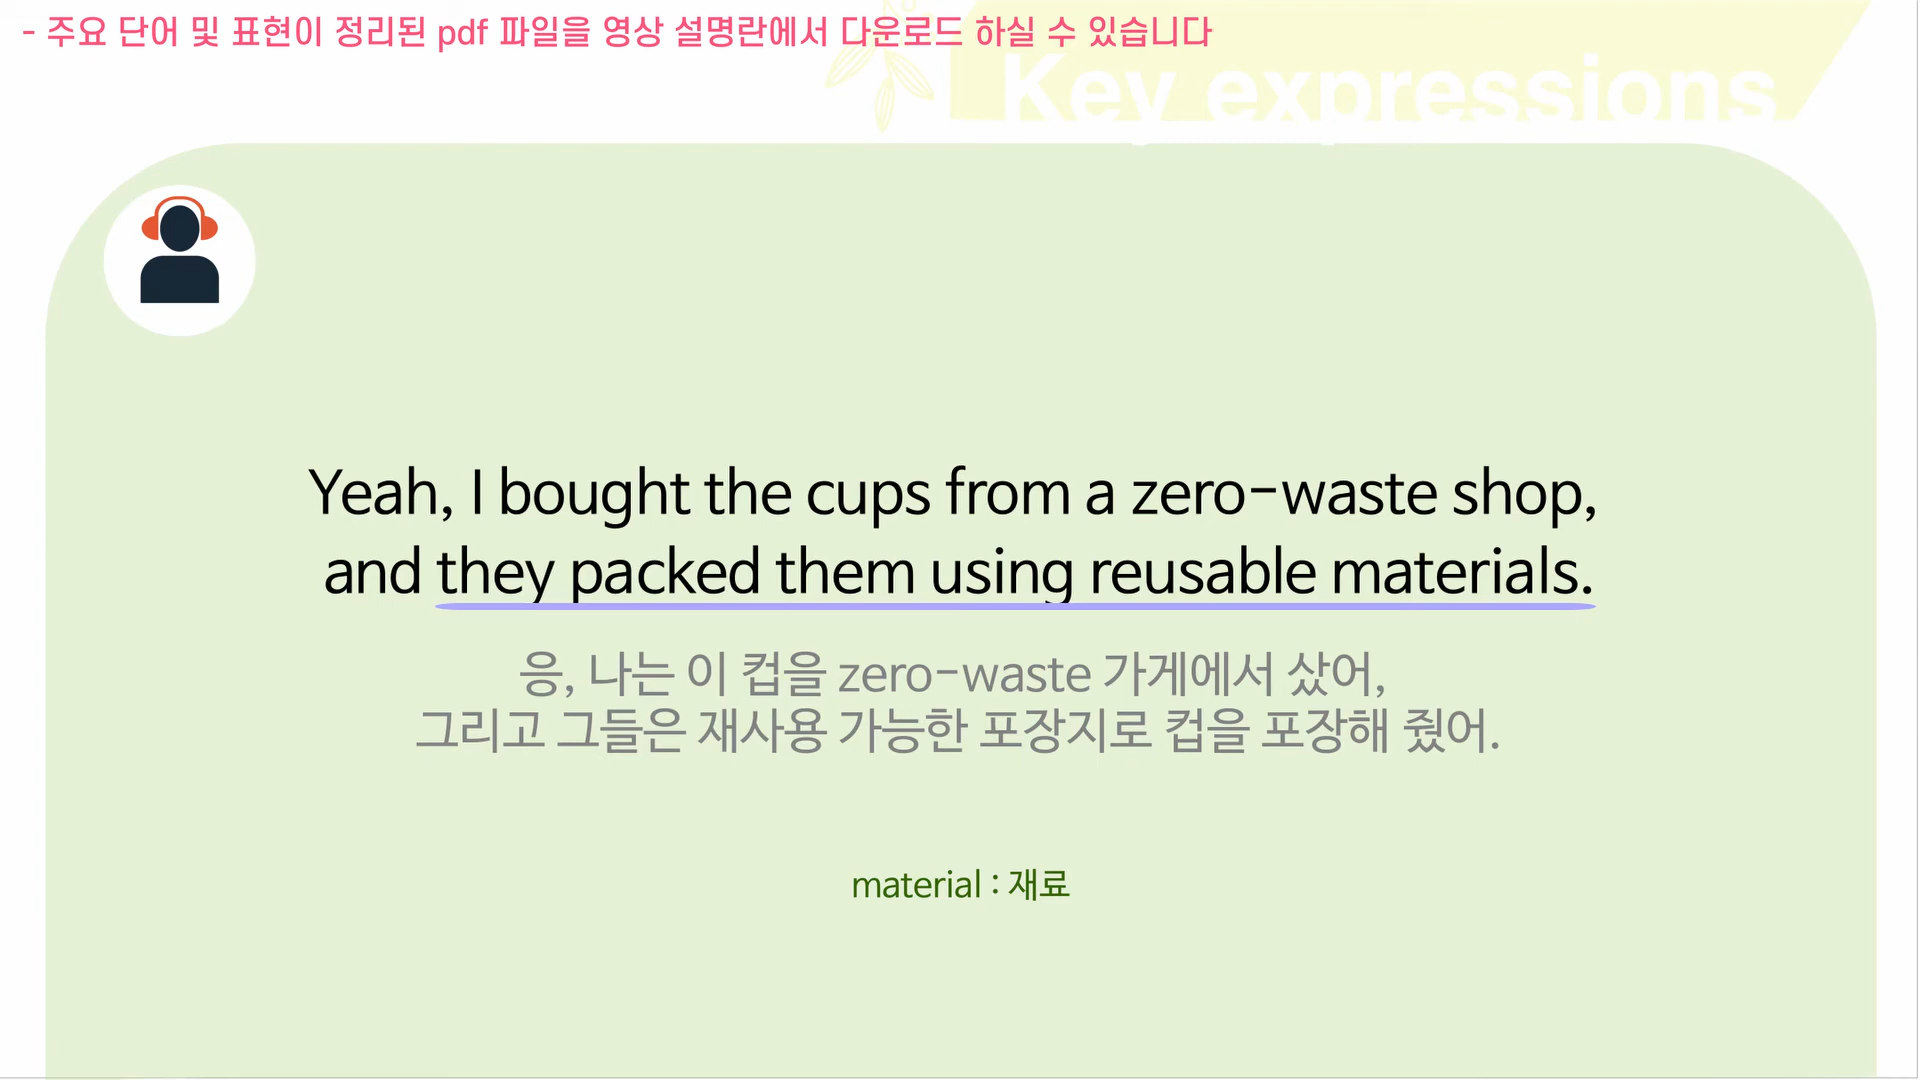 - 주요 단어 및 표현이 정리된 pdf 파일을 영상 설명란에서 다운로드 하실 수 있습니다
Key expressions
Yeah, I bought the cups from a zero-waste shop,
and they packed them using reusable materials.
응, 나는 이 컵을 zero-waste 가게에서 샀어,
그리고 그들은 재사용 가능한 포장지로 컵을 포장해 줬어.
material : 재료